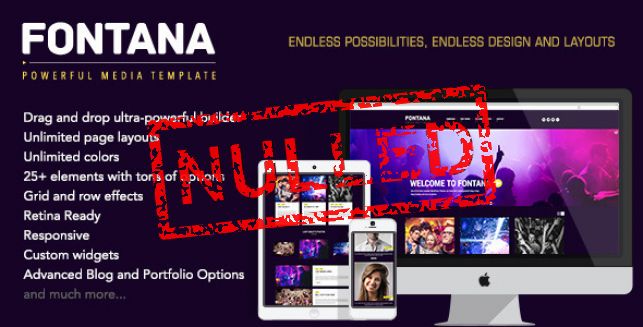 FONTANA
POWERFUL MEDIA TEMPLATE
ENDLESS POSSIBILITIES, ENDLESS DESIGN AND LAYOUTS
Drag and drop ultra-powerful builder
Unlimited page layouts
Unlimited colors
25+ elements with tons of options
Grid and row effects
Retina Ready
Responsive
Custom widgets
Advanced Blog and Portfolio Options
and much more...
NULLED
FONTANA
WELCOME TO FONTANA